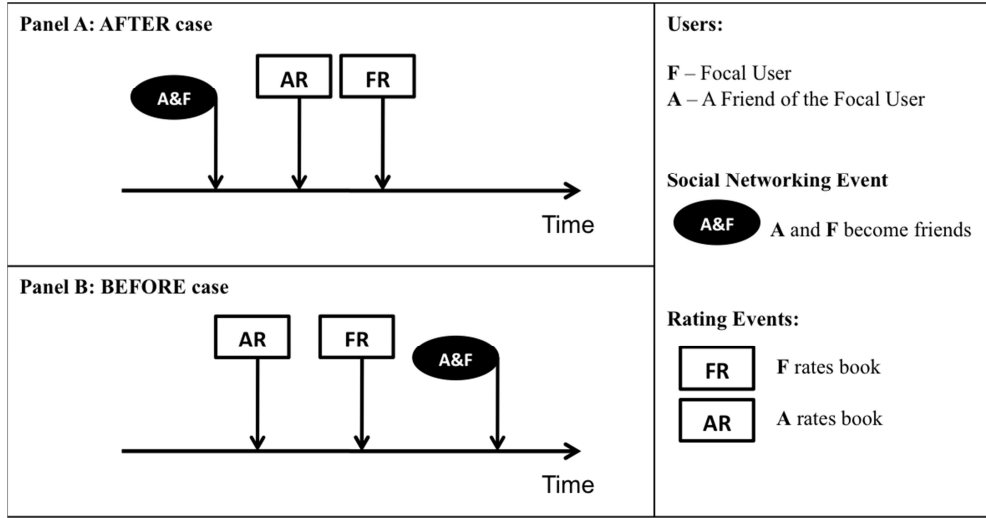 Panel A: AFTER case
A&F
AR
FR
Time
Panel B: BEFORE case
AR
FR
A&F
Time
Users:
F – Focal User
A – A Friend of the Focal User
Social Networking Event
A&F
A and F become friends
Rating Events:
FR
F rates book
AR
A rates book